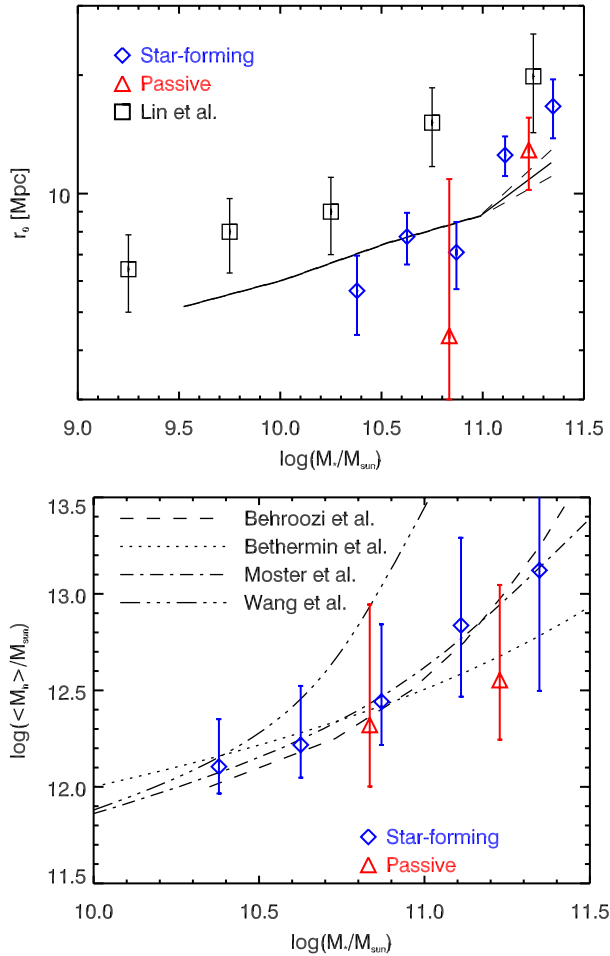 20
Star-forming
Passive
Lin et al.
r₀ [Mpc]
10
9.0 9.5 10.0 10.5 11.0 11.5
log(M*/Msun)
13.5
Behroozi et al.
Bethermin et al.
Moster et al.
Wang et al.
13.0
log(<Mh>/Msun)
12.5
12.0
Star-forming
Passive
11.5
10.0 10.5 11.0 11.5
log(M*/Msun)